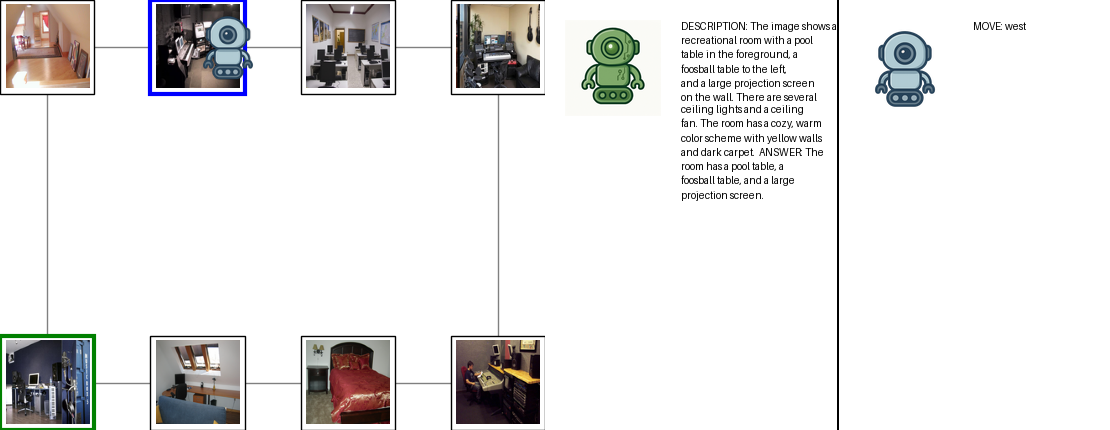 DESCRIPTION: The image shows a
recreational room with a pool
table in the foreground, a
foosball table to the left,
and a large projection screen
on the wall. There are several
ceiling lights and a ceiling
fan. The room has a cozy, warm
color scheme with yellow walls
and dark carpet. ANSWER: The
room has a pool table, a
foosball table, and a large
projection screen.
MOVE: west